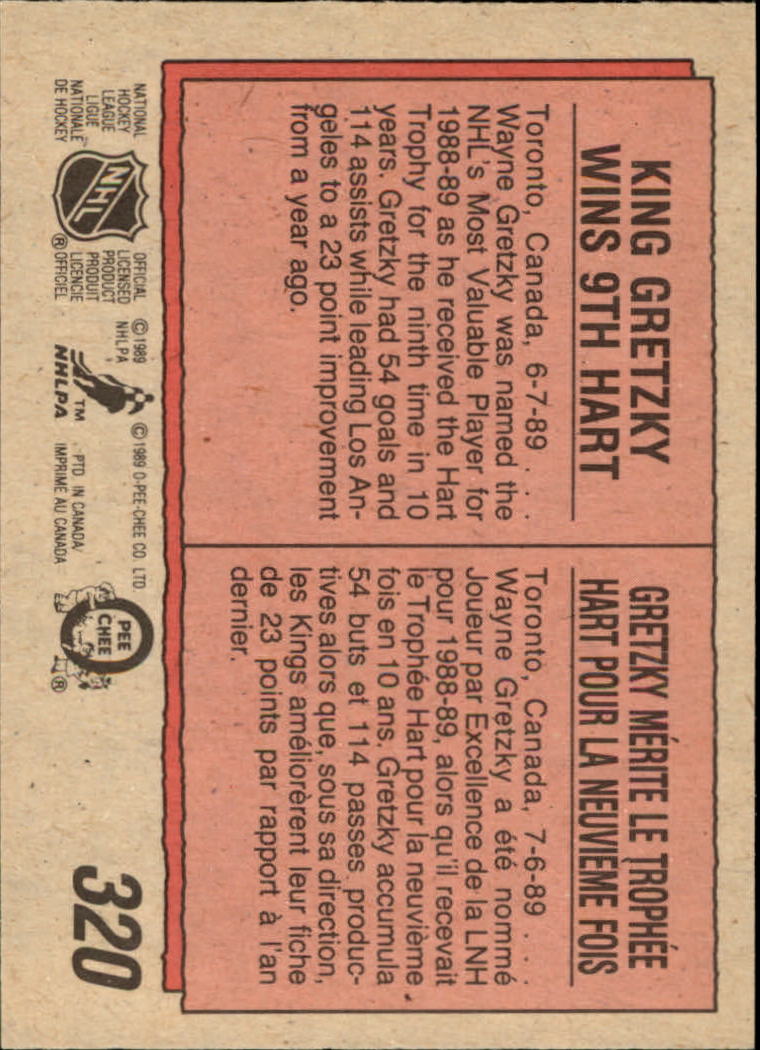 KING GRETZKY
WINS 9TH HART
Toronto, Canada, 6-7-89 . . .
Wayne Gretzky was named the
NHL's Most Valuable Player for
1988-89 as he received the Hart
Trophy for the ninth time in 10
years. Gretzky had 54 goals and
114 assists while leading Los An-
geles to a 23 point improvement
from a year ago.
GRETZKY MÉRITE LE TROPHÉE
HART POUR LA NEUVIEME FOIS
Toronto, Canada, 7-6-89 . . .
Wayne Gretzky a été nommé
Joueur par Excellence de la LNH
pour 1988-89, alors qu'il recevait
le Trophée Hart pour la neuvième
fois en 10 ans. Gretzky accumula
54 buts et 114 passes produc-
tives alors que, sous sa direction,
les Kings améliorèrent leur fiche
de 23 points par rapport à l'an
dernier.
NATIONAL
HOCKEY
LEAGUE
LIGUE
NATIONALE
DE HOCKEY
NHL
®
OFFICIAL
LICENSED
PRODUCT
PRODUIT
LICENCIE
OFFICIEL
© 1989
NHLPA
TM
NHLPA
© 1989 O-PEE-CHEE CO LTD.
PTD IN CANADA/
IMPRIMÉ AU CANADA
PEE
CHEE
®
320